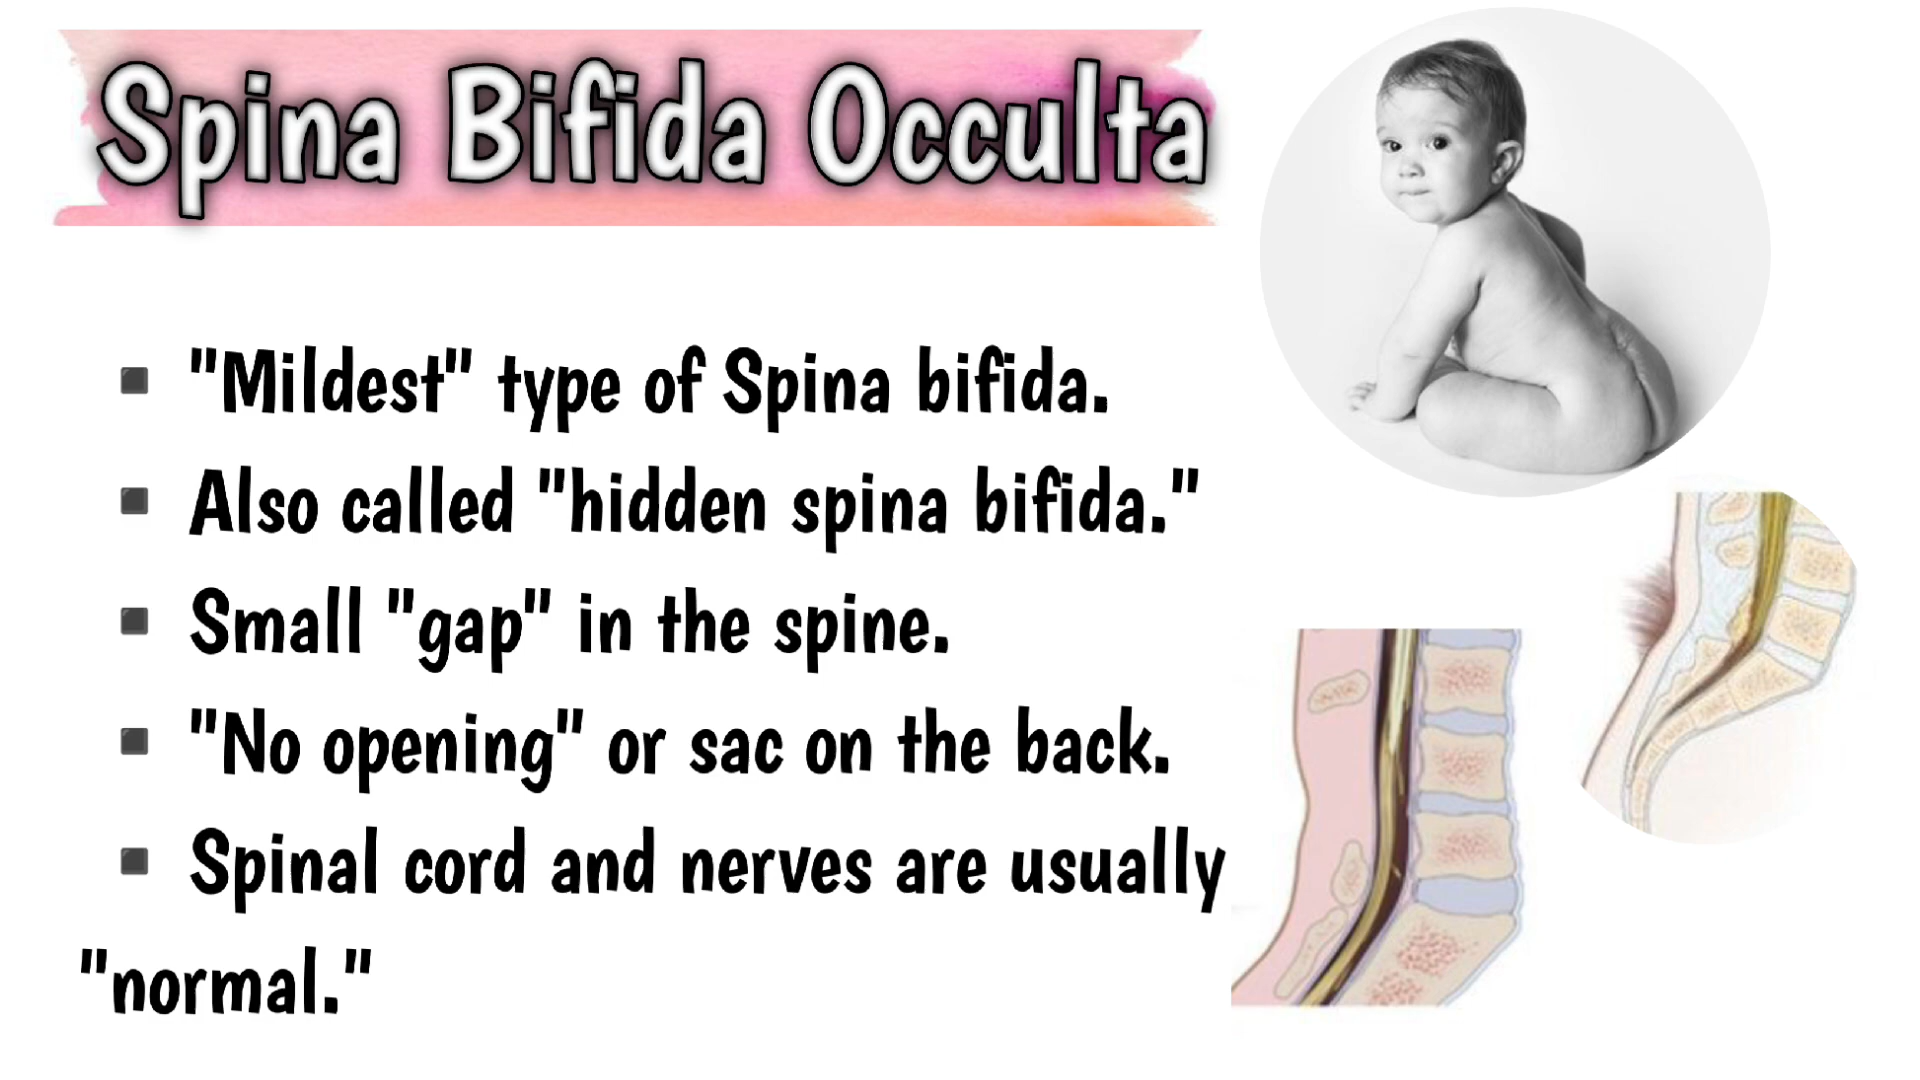 Spina Bifida Occulta
▪ "Mildest" type of Spina bifida.
▪ Also called "hidden spina bifida."
▪ Small "gap" in the spine.
▪ "No opening" or sac on the back.
▪ Spinal cord and nerves are usually
"normal."